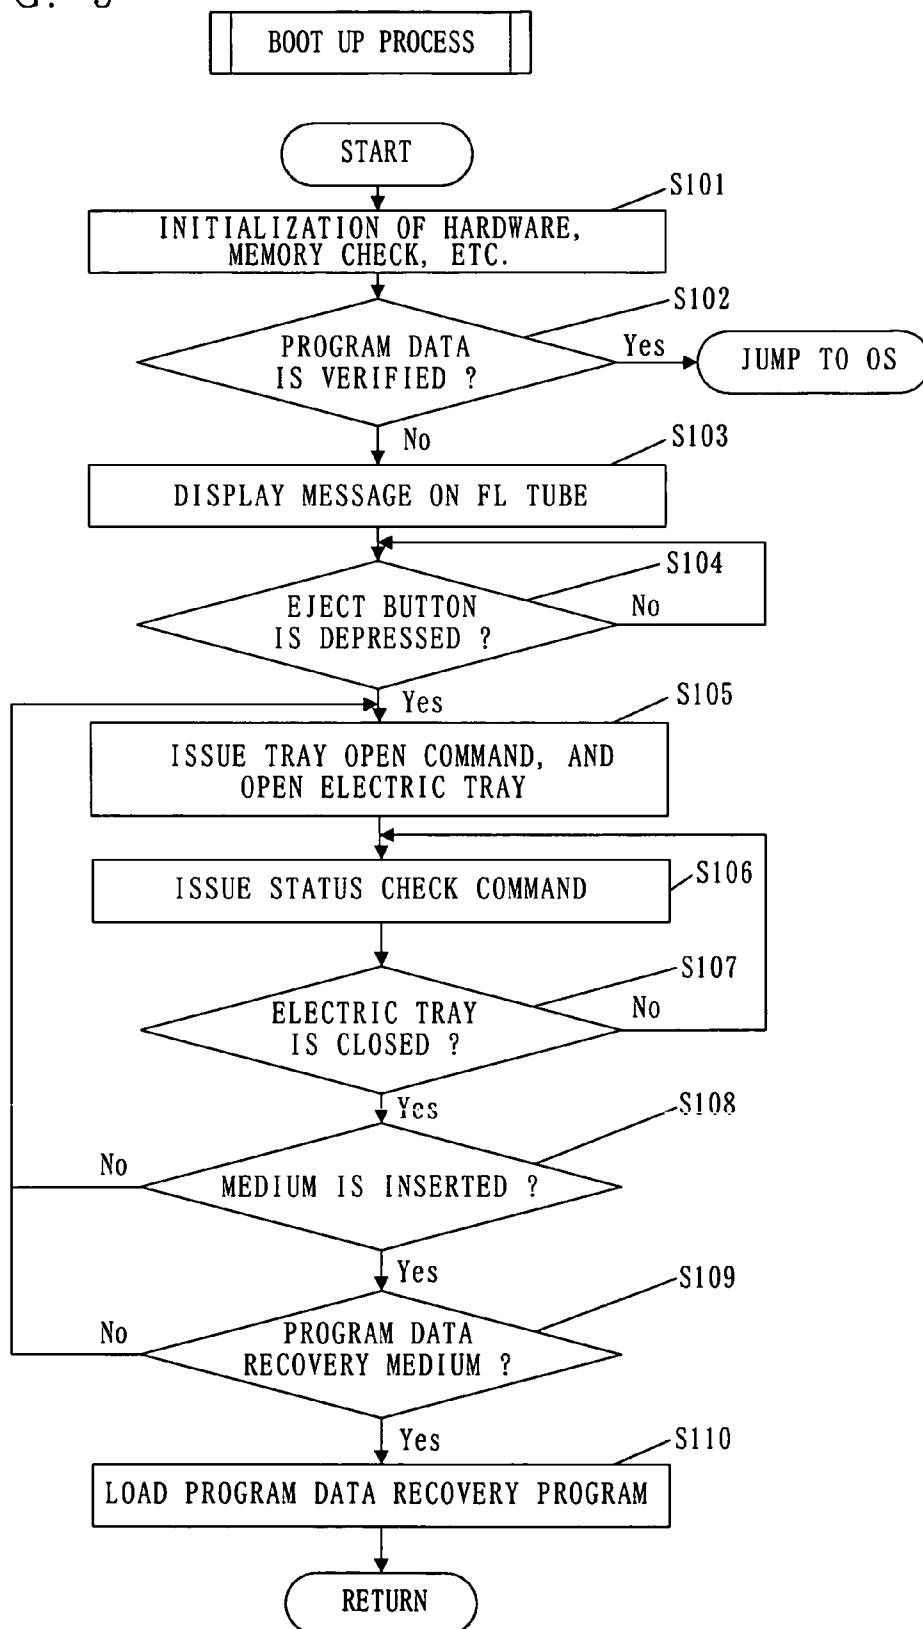 BOOT UP PROCESS
START
S101
INITIALIZATION OF HARDWARE,
MEMORY CHECK, ETC.
S102
PROGRAM DATA
IS VERIFIED ?
Yes
JUMP TO OS
No
S103
DISPLAY MESSAGE ON FL TUBE
S104
EJECT BUTTON
IS DEPRESSED ?
No
Yes
S105
ISSUE TRAY OPEN COMMAND, AND
OPEN ELECTRIC TRAY
S106
ISSUE STATUS CHECK COMMAND
S107
ELECTRIC TRAY
IS CLOSED ?
No
Yes
S108
No
MEDIUM IS INSERTED ?
Yes
S109
No
PROGRAM DATA
RECOVERY MEDIUM ?
Yes
S110
LOAD PROGRAM DATA RECOVERY PROGRAM
RETURN